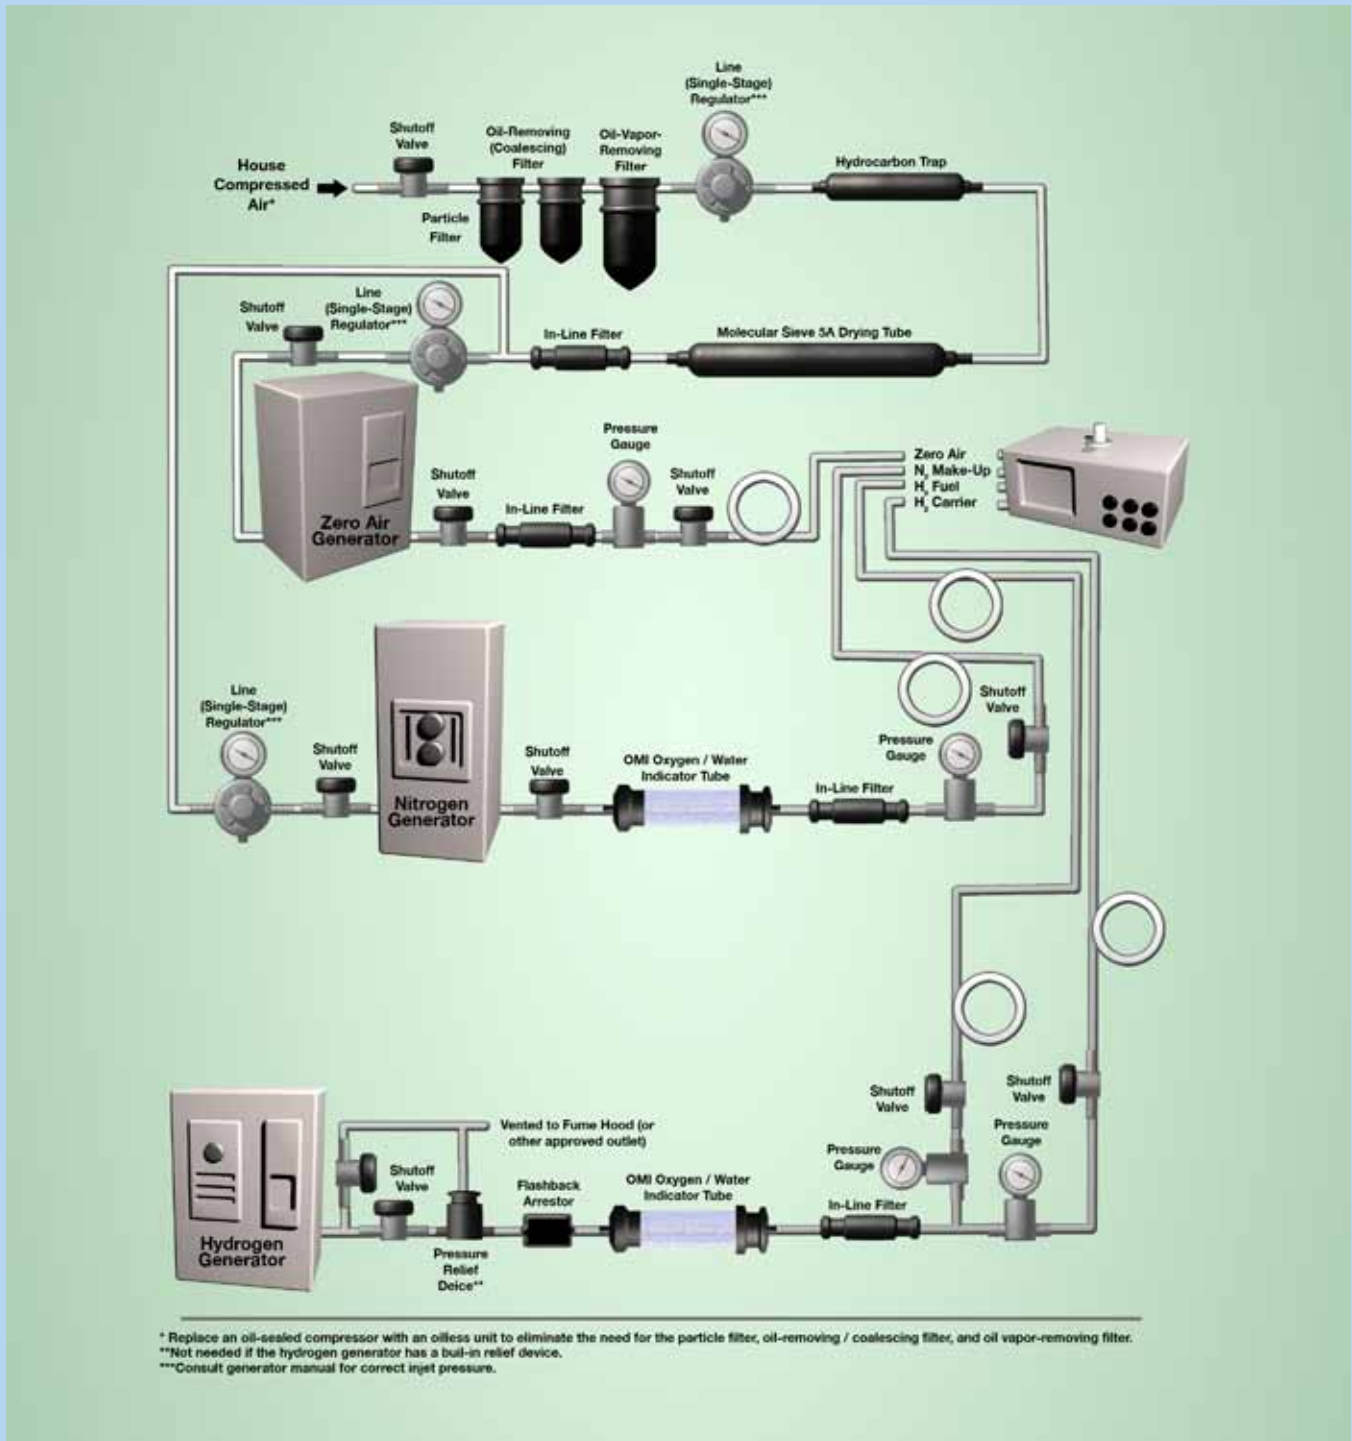 Line
(Single-Stage)
Regulator***
Shutoff
Valve
Oil-Removing
(Coalescing)
Filter
Oil-Vapor-
Removing
Filter
Hydrocarbon Trap
House
Compressed
Air*
Particle
Filter
Line
(Single-Stage)
Regulator***
Shutoff
Valve
In-Line Filter
Molecular Sieve 5A Drying Tube
Pressure
Gauge
Shutoff
Valve
Shutoff
Valve
In-Line Filter
Zero Air
Generator
Zero Air
N₂ Make-Up
H₂ Fuel
H₂ Carrier
Line
(Single-Stage)
Regulator***
Shutoff
Valve
Nitrogen
Generator
Shutoff
Valve
OMI Oxygen / Water
Indicator Tube
In-Line Filter
Pressure
Gauge
Shutoff
Valve
Shutoff
Valve
Shutoff
Valve
Pressure
Gauge
Pressure
Gauge
Vented to Fume Hood (or
other approved outlet)
Shutoff
Valve
Flashback
Arrestor
OMI Oxygen / Water
Indicator Tube
In-Line Filter
Hydrogen
Generator
Pressure
Relief
Deice**
* Replace an oil-sealed compressor with an oilless unit to eliminate the need for the particle filter, oil-removing / coalescing filter, and oil vapor-removing filter.
**Not needed if the hydrogen generator has a buil-in relief device.
***Consult generator manual for correct injet pressure.